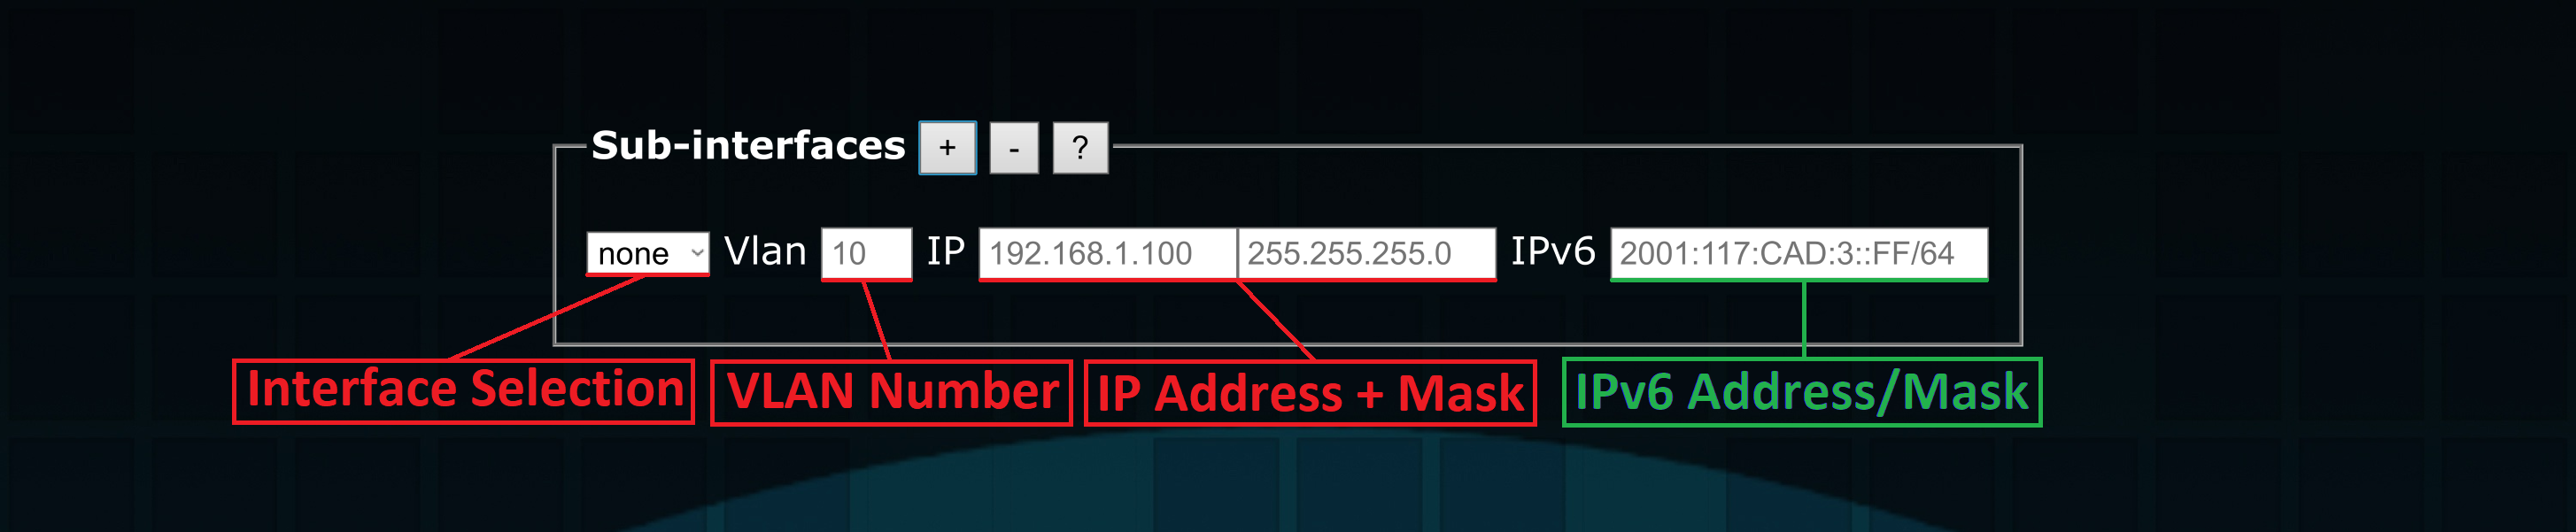 Sub-interfaces + - ?
none Vlan 10 IP 192.168.1.100 255.255.255.0 IPv6 2001:117:CAD:3::FF/64
Interface Selection VLAN Number IP Address + Mask IPv6 Address/Mask